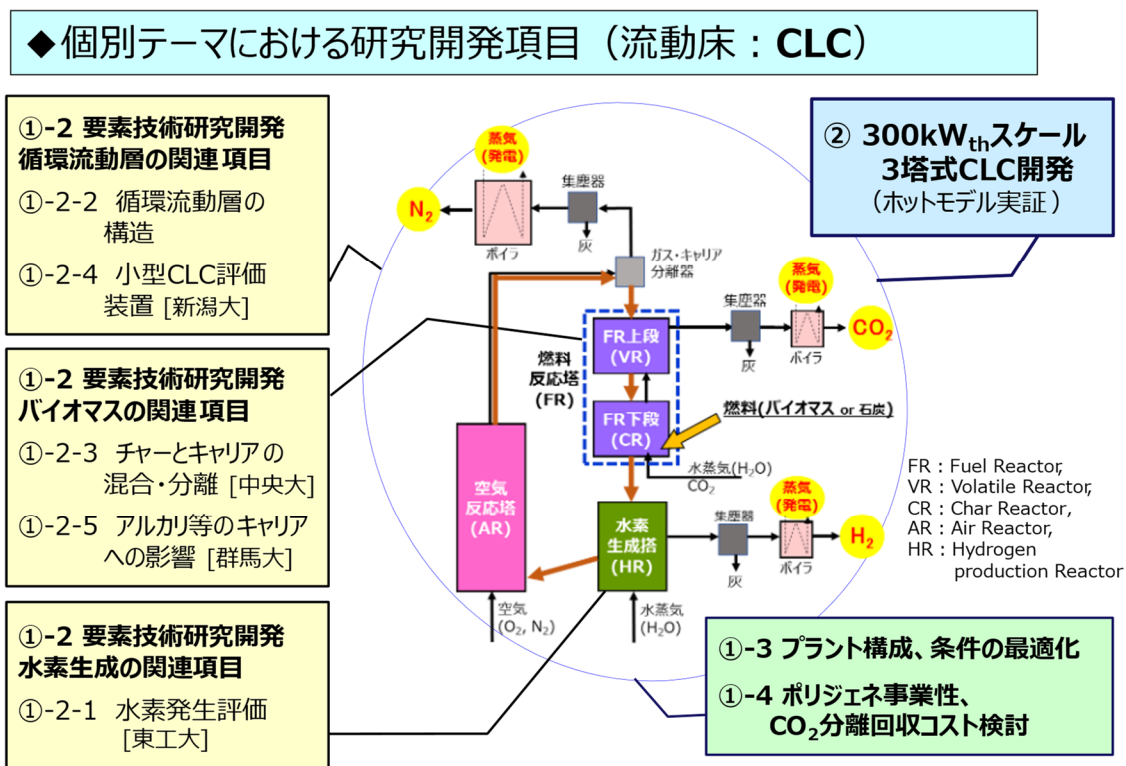 ◆個別テーマにおける研究開発項目（流動床：CLC）
①-2 要素技術研究開発
循環流動層の関連項目
①-2-2 循環流動層の
構造
①-2-4 小型CLC評価
装置 [新潟大]
①-2 要素技術研究開発
バイオマスの関連項目
①-2-3 チャーとキャリアの
混合・分離 [中央大]
①-2-5 アルカリ等のキャリア
への影響 [群馬大]
①-2 要素技術研究開発
水素生成の関連項目
①-2-1 水素発生評価
[東工大]
蒸気
(発電)
集塵器
N₂
灰
ボイラ
ガス・キャリア
分離器
蒸気
(発電)
集塵器
FR上段
(VR)
CO₂
灰
ボイラ
燃料
反応塔
(FR)
燃料(バイオマス or 石炭)
FR下段
(CR)
水蒸気(H₂O)
CO₂
空気
反応塔
(AR)
蒸気
(発電)
集塵器
水素
生成搭
(HR)
H₂
灰
ボイラ
空気
(O₂, N₂)
水蒸気
(H₂O)
② 300kWthスケール
3塔式CLC開発
（ホットモデル実証）
FR : Fuel Reactor,
VR : Volatile Reactor,
CR : Char Reactor,
AR : Air Reactor,
HR : Hydrogen
production Reactor
①-3 プラント構成、条件の最適化
①-4 ポリジェネ事業性、
CO₂分離回収コスト検討